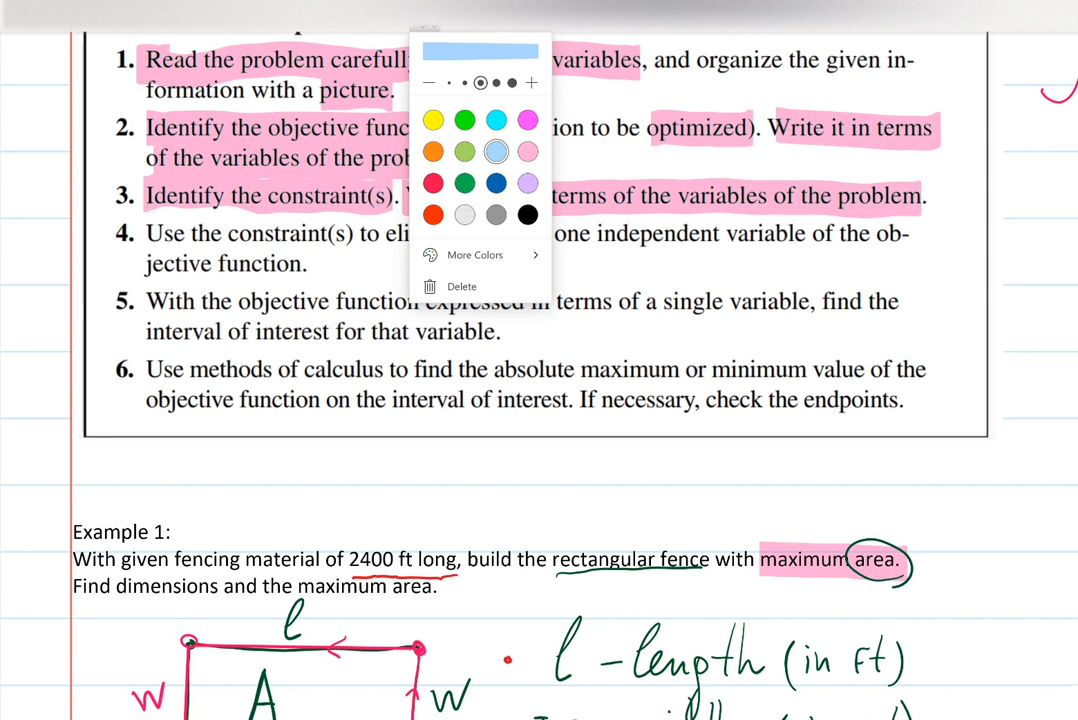 1. Read the problem carefull variables, and organize the given in-
formation with a picture.
2. Identify the objective func ion to be optimized). Write it in terms
of the variables of the prob
3. Identify the constraint(s). terms of the variables of the problem.
4. Use the constraint(s) to eli one independent variable of the ob-
jective function.
5. With the objective function expressed in terms of a single variable, find the
interval of interest for that variable.
6. Use methods of calculus to find the absolute maximum or minimum value of the
objective function on the interval of interest. If necessary, check the endpoints.
More Colors
Delete
Example 1:
With given fencing material of 2400 ft long, build the rectangular fence with maximum area.
Find dimensions and the maximum area.
l
l - length (in ft)
W A W